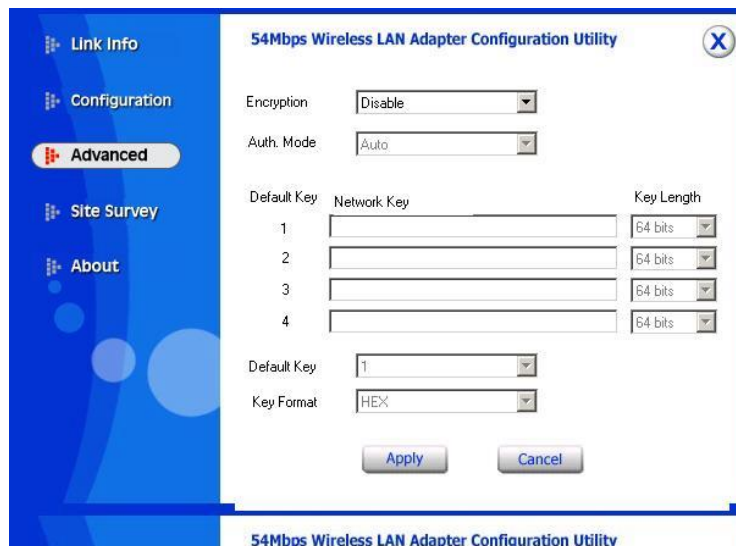 Link Info
Configuration
Advanced
Site Survey
About
54Mbps Wireless LAN Adapter Configuration Utility
X
Encryption Disable
Auth. Mode Auto
Default Key Network Key Key Length
1 64 bits
2 64 bits
3 64 bits
4 64 bits
Default Key 1
Key Format HEX
Apply Cancel
54Mbps Wireless LAN Adapter Configuration Utility